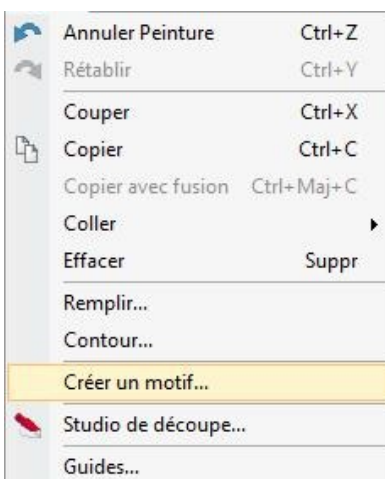 Annuler Peinture Ctrl+Z
Rétablir Ctrl+Y
Couper Ctrl+X
Copier Ctrl+C
Copier avec fusion Ctrl+Maj+C
Coller
Effacer Suppr
Remplir...
Contour...
Créer un motif...
Studio de découpe...
Guides...